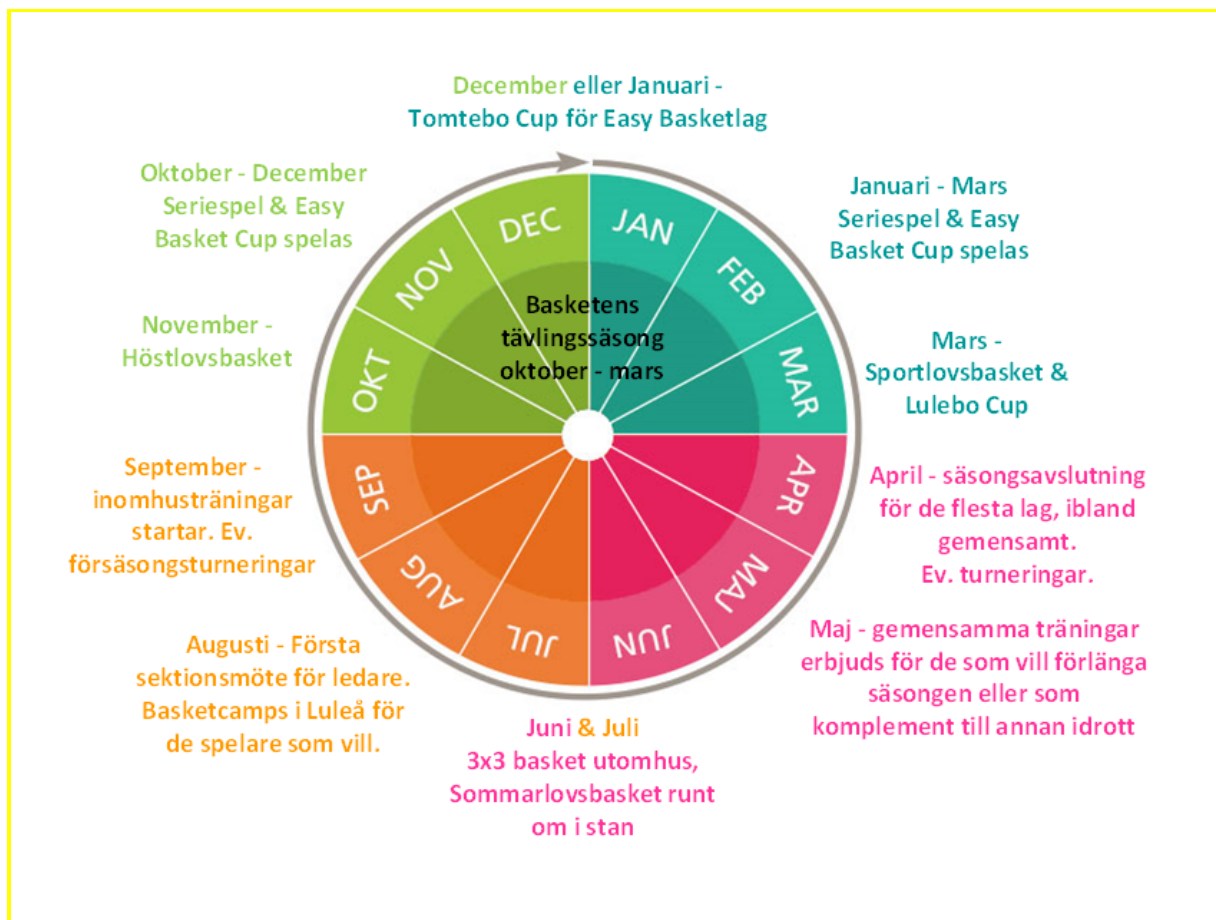 December eller Januari -
Tomtebo Cup för Easy Basketlag
Januari - Mars
Seriespel & Easy
Basket Cup spelas
Mars -
Sportlovsbasket &
Lulebo Cup
April - säsongsavslutning
för de flesta lag, ibland
gemensamt.
Ev. turneringar.
Maj - gemensamma träningar
erbjuds för de som vill förlänga
säsongen eller som
komplement till annan idrott
Juni & Juli
3x3 basket utomhus,
Sommarlovsbasket runt
om i stan
Augusti - Första
sektionsmöte för ledare.
Basketcamps i Luleå för
de spelare som vill.
September -
inomhusträningar
startar. Ev.
försäsongsturneringar
November -
Höstlovsbasket
Oktober - December
Seriespel & Easy
Basket Cup spelas
JAN
FEB
MAR
APR
MAJ
JUN
JUL
AUG
SEP
OKT
NOV
DEC
Basketens
tävlingssäsong
oktober - mars